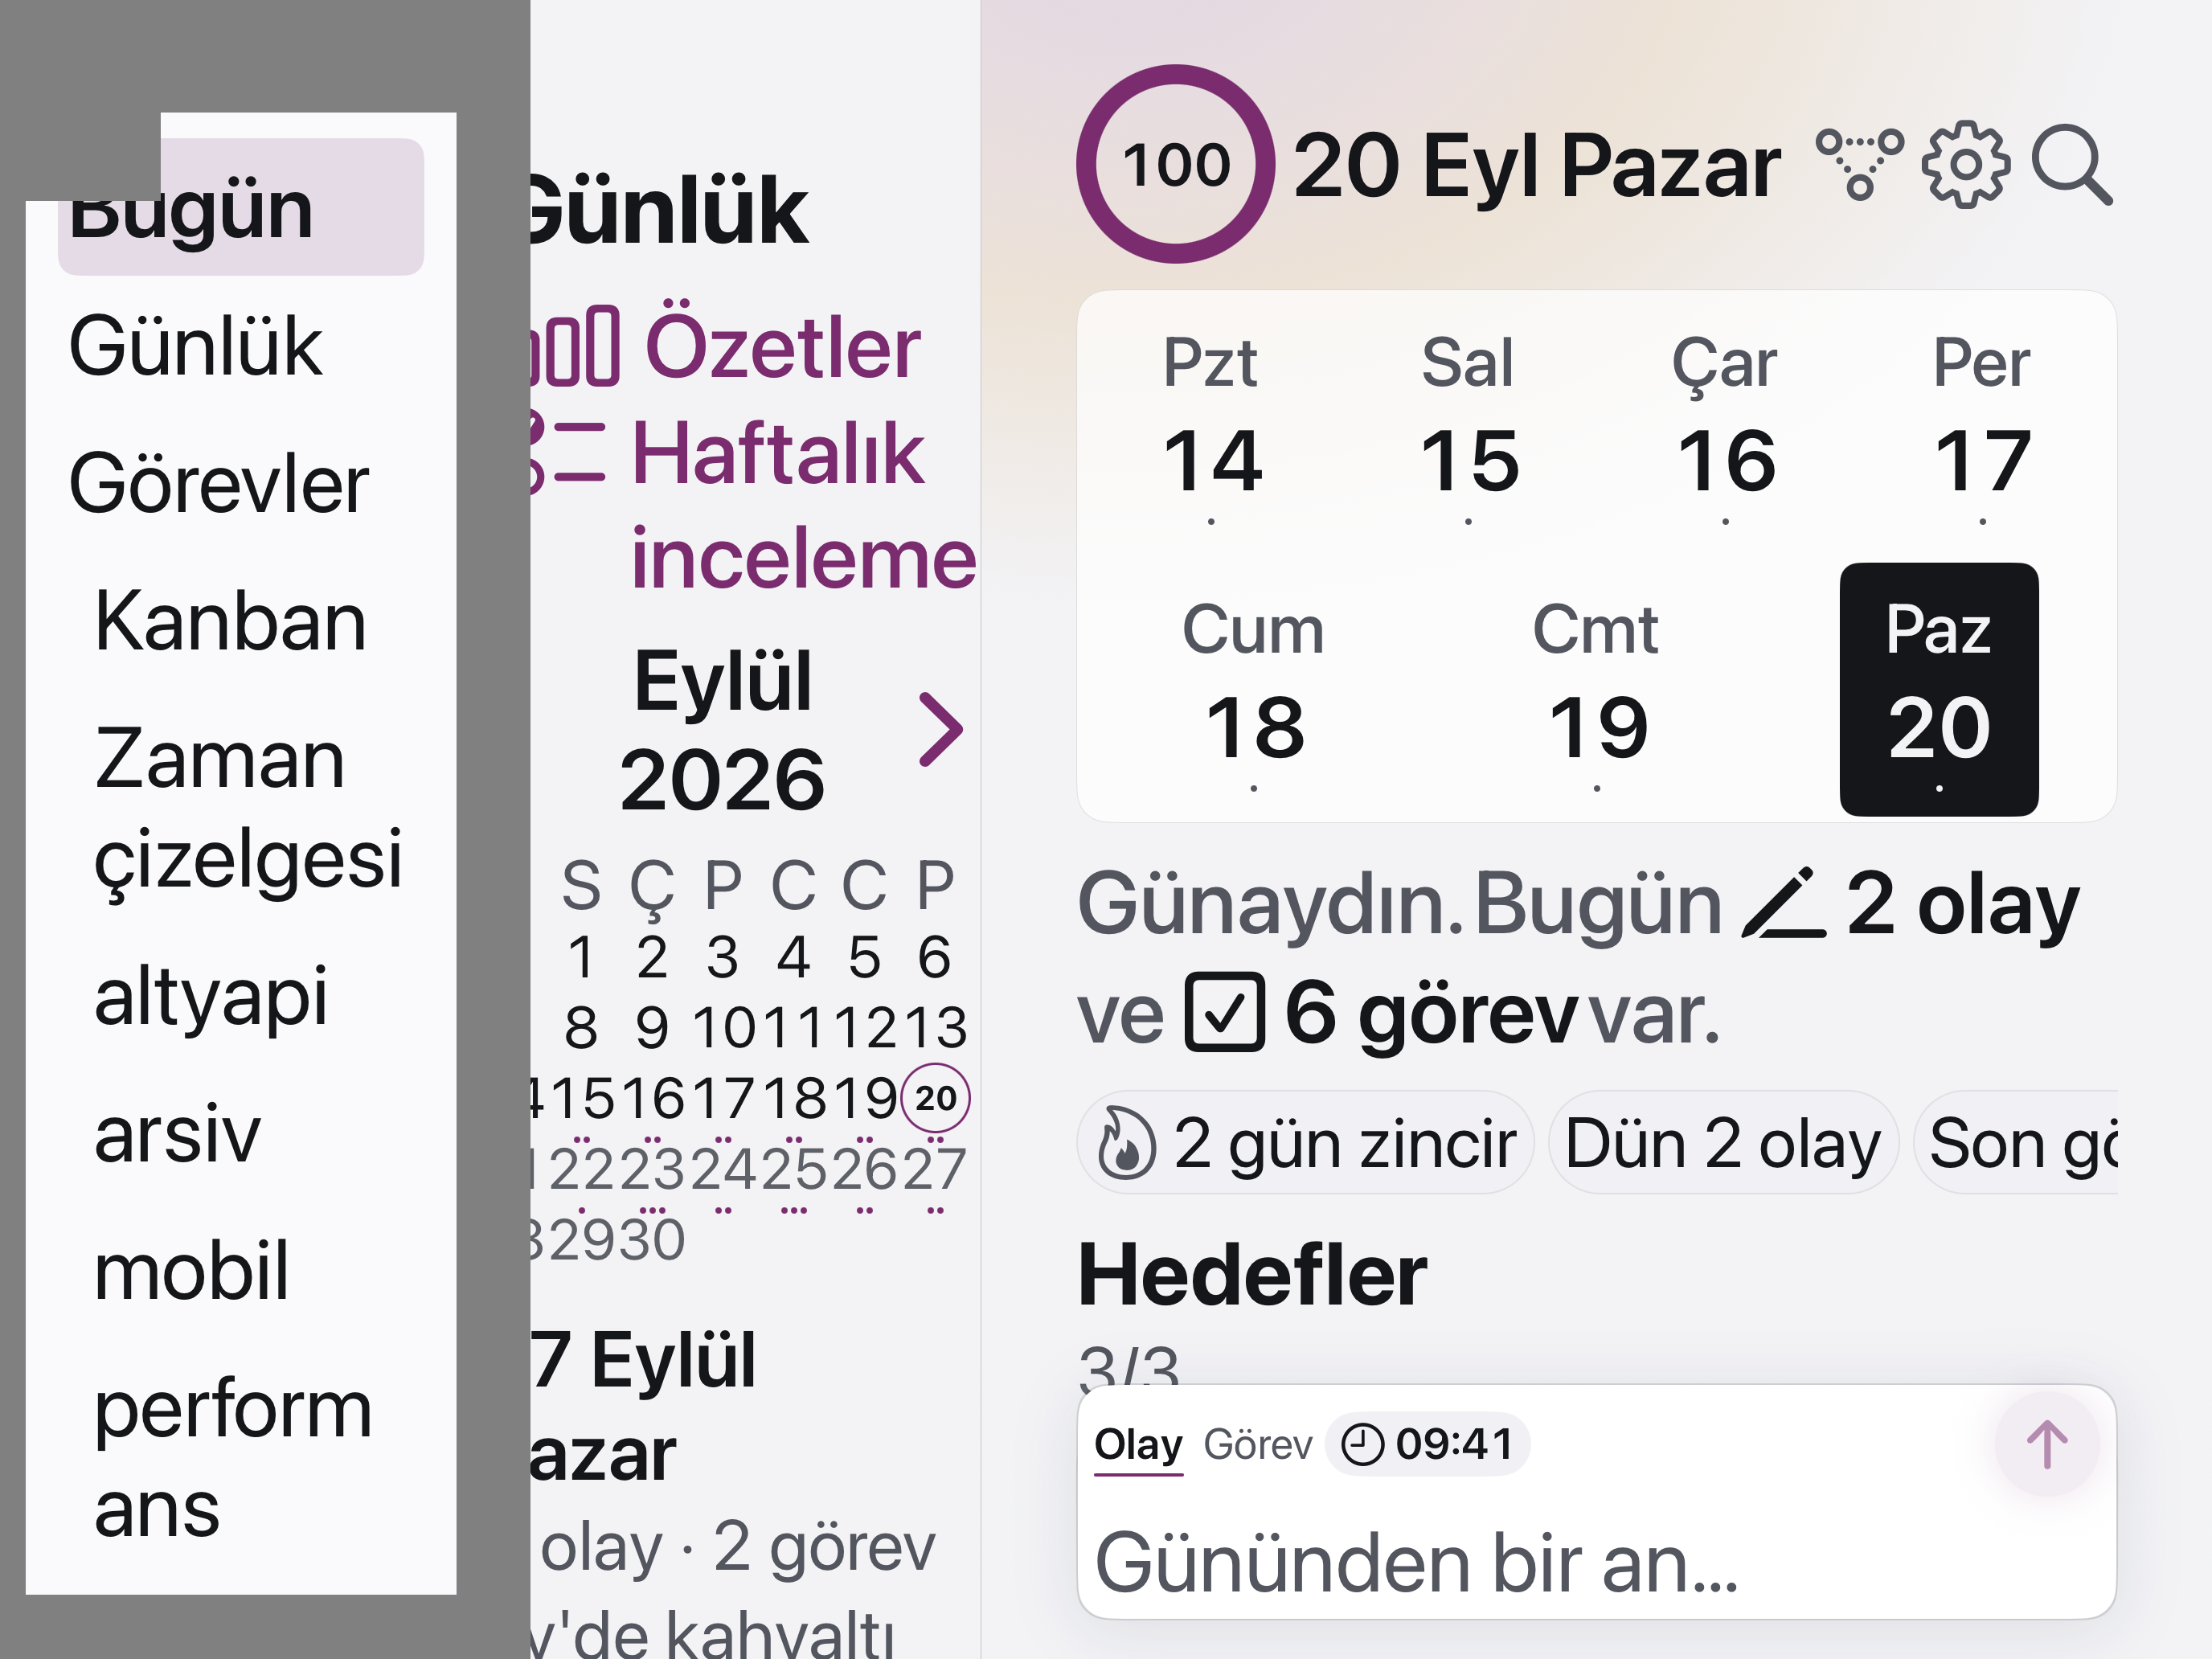 Bugün
Günlük
Görevler
Kanban
Zaman
çizelgesi
altyapi
arsiv
mobil
perform
ans
Günlük
Özetler
Haftalık
inceleme
Eylül
2026
S Ç P C C P
1 2 3 4 5 6
8 9 10 11 12 13
15 16 17 18 19 20
22 23 24 25 26 27
29 30
7 Eylül
azar
olay · 2 görev
v'de kahvaltı
100 20 Eyl Pazar
Pzt Sal Çar Per
14 15 16 17
Cum Cmt Paz
18 19 20
Günaydın. Bugün 2 olay
ve 6 görev var.
2 gün zincir Dün 2 olay Son gö
Hedefler
3/3
Olay Görev 09:41
Gününden bir an...